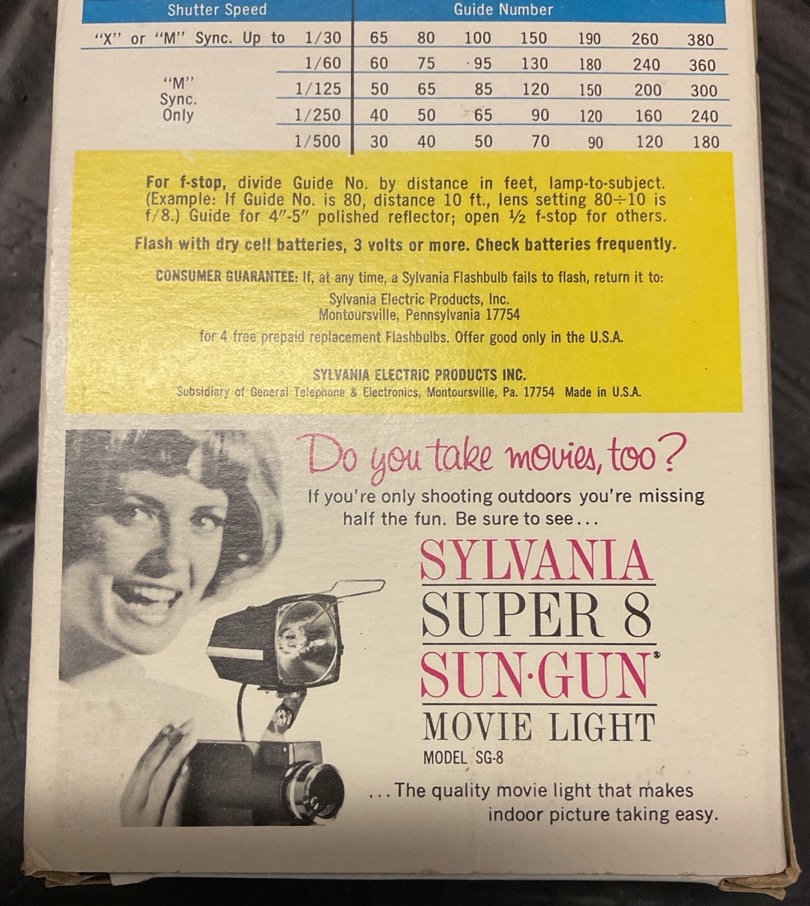 Shutter Speed Guide Number
"X" or "M" Sync. Up to 1/30 65 80 100 150 190 260 380
1/60 60 75 95 130 180 240 360
"M"
Sync.
Only
1/125 50 65 85 120 150 200 300
1/250 40 50 65 90 120 160 240
1/500 30 40 50 70 90 120 180
For f-stop, divide Guide No. by distance in feet, lamp-to-subject.
(Example: If Guide No. is 80, distance 10 ft., lens setting 80÷10 is
f/8.) Guide for 4"-5" polished reflector; open ½ f-stop for others.
Flash with dry cell batteries, 3 volts or more. Check batteries frequently.
CONSUMER GUARANTEE: If, at any time, a Sylvania Flashbulb fails to flash, return it to:
Sylvania Electric Products, Inc.
Montoursville, Pennsylvania 17754
for 4 free prepaid replacement Flashbulbs. Offer good only in the U.S.A.
SYLVANIA ELECTRIC PRODUCTS INC.
Subsidiary of General Telephone & Electronics, Montoursville, Pa. 17754 Made in U.S.A.
Do you take movies, too?
If you're only shooting outdoors you're missing
half the fun. Be sure to see...
SYLVANIA
SUPER 8
SUN·GUN®
MOVIE LIGHT
MODEL SG-8
...The quality movie light that makes
indoor picture taking easy.